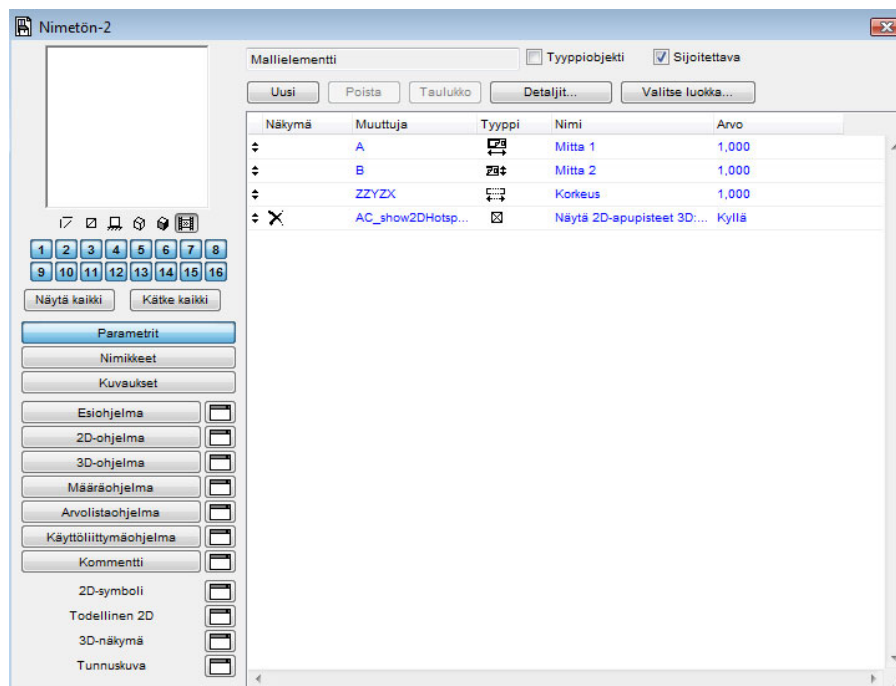 Nimetön-2
Mallielementti
Tyyppiobjekti
Sijoitettava
Uusi
Poista
Taulukko
Detaljit...
Valitse luokka...
Näkymä Muuttuja Tyyppi Nimi Arvo
A Mitta 1 1,000
B Mitta 2 1,000
ZZYZX Korkeus 1,000
AC_show2DHotsp... Näytä 2D-apupisteet 3D:... Kyllä
1 2 3 4 5 6 7 8
9 10 11 12 13 14 15 16
Näytä kaikki
Kätke kaikki
Parametrit
Nimikkeet
Kuvaukset
Esiohjelma
2D-ohjelma
3D-ohjelma
Määräohjelma
Arvolistaohjelma
Käyttöliittymäohjelma
Kommentti
2D-symboli
Todellinen 2D
3D-näkymä
Tunnuskuva